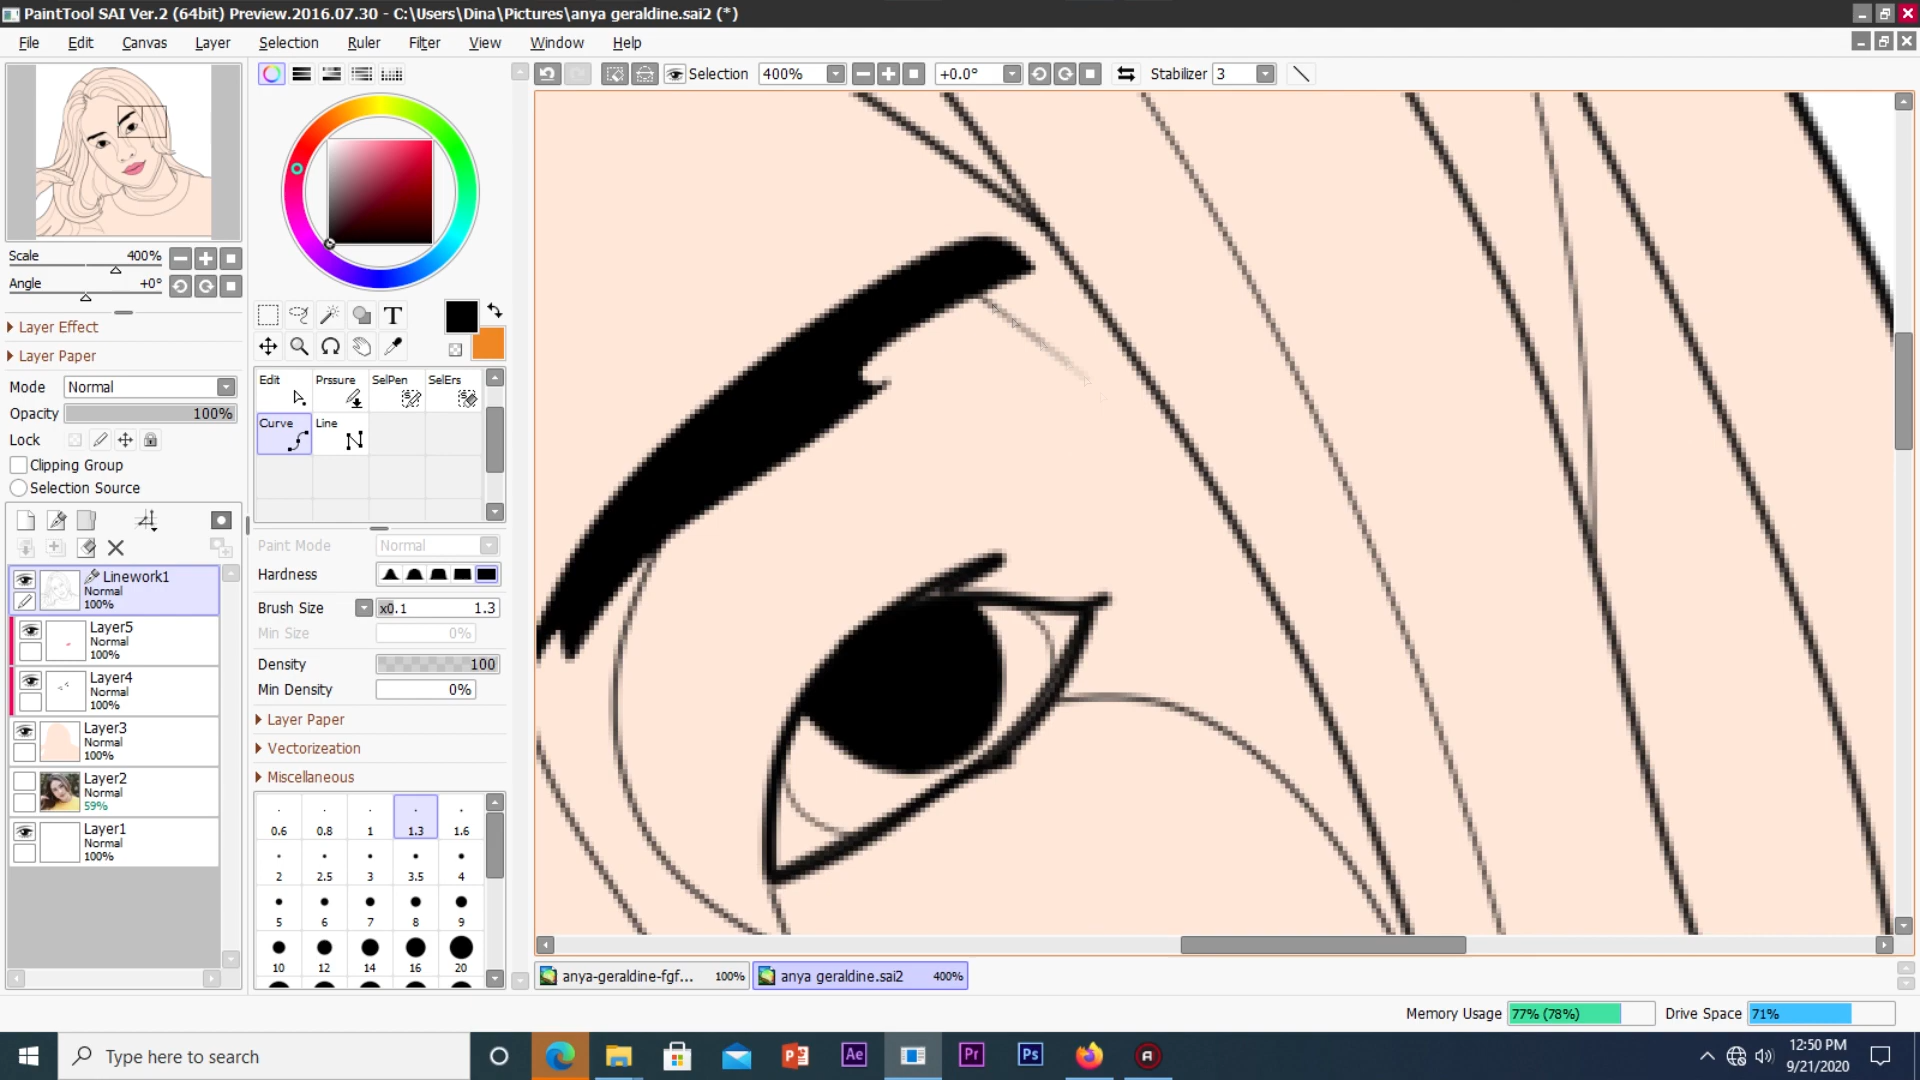 PaintTool SAI Ver.2 (64bit) Preview.2016.07.30 - C:\Users\Dina\Pictures\anya geraldine.sai2 (*)
File Edit Canvas Layer Selection Ruler Filter View Window Help
Selection 400% +0.0° Stabilizer 3
Scale 400%
Angle +0°
Layer Effect
Layer Paper
Mode Normal
Opacity 100%
Lock
Clipping Group
Selection Source
Linework1
Normal
100%
Layer5
Normal
100%
Layer4
Normal
100%
Layer3
Normal
100%
Layer2
Normal
59%
Layer1
Normal
100%
T
Edit Prssure SelPen SelErs
Curve Line
Paint Mode Normal
Hardness
Brush Size x0.1 1.3
Min Size 0%
Density 100
Min Density 0%
Layer Paper
Vectorizeation
Miscellaneous
0.6 0.8 1 1.3 1.6
2 2.5 3 3.5 4
5 6 7 8 9
10 12 14 16 20
anya-geraldine-fgf... 100% anya geraldine.sai2 400%
Memory Usage 77% (78%) Drive Space 71%
Type here to search
Ae
Pr
Ps
12:50 PM
9/21/2020